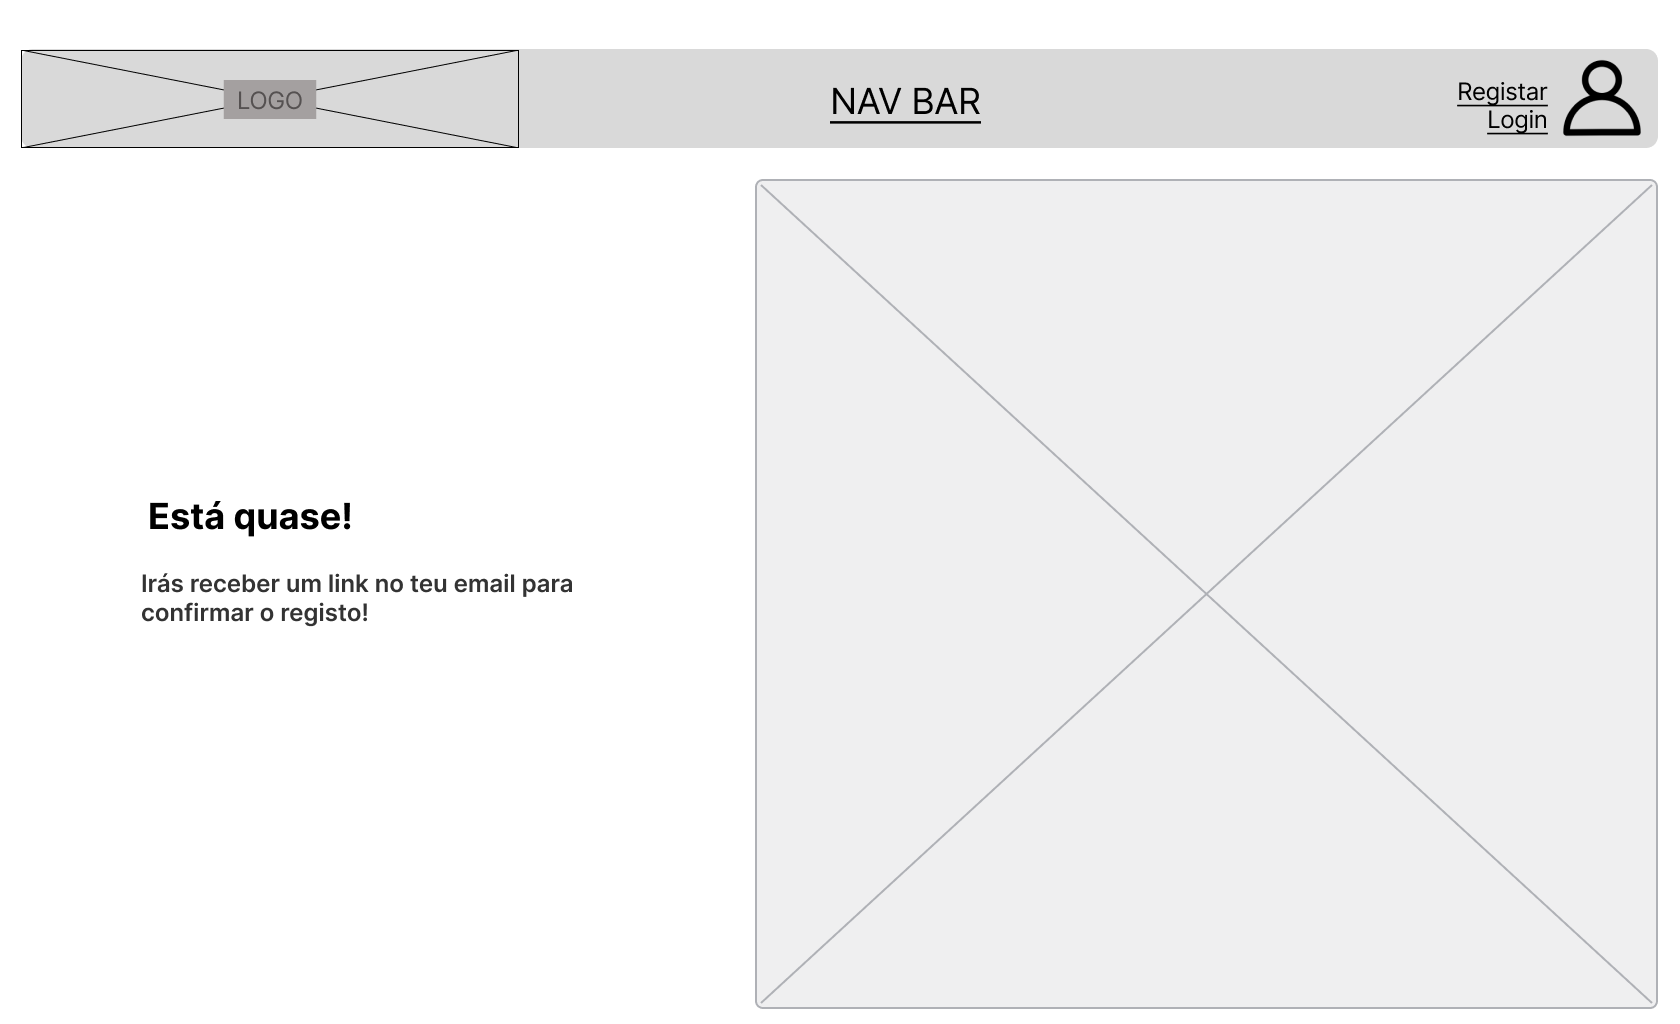 LOGO
NAV BAR
Registar
Login
Está quase!
Irás receber um link no teu email para
confirmar o registo!